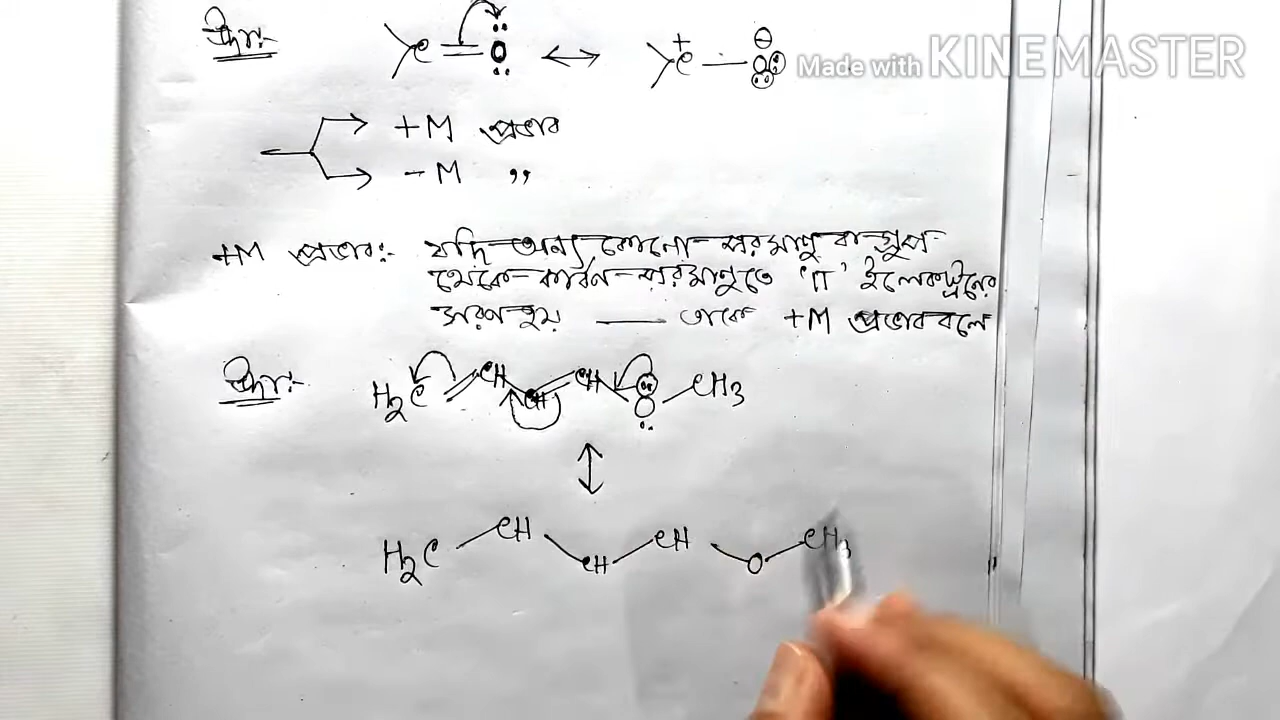 উদাঃ- >C = O ↔ >C⁺ — O⊖
Made with KINEMASTER
+M প্রভাব
-M ,,
+M প্রভাবঃ- যদি অন্য কোনো পরমাণু বা গ্রুপ
থেকে কার্বন পরমাণুতে 'π' ইলেকট্রনের
সরণ হয় — তাকে +M প্রভাব বলে
উদাঃ- H₂C = CH — CH = CH — O — CH₃
↕
H₂C — CH — CH — CH — O — CH₃